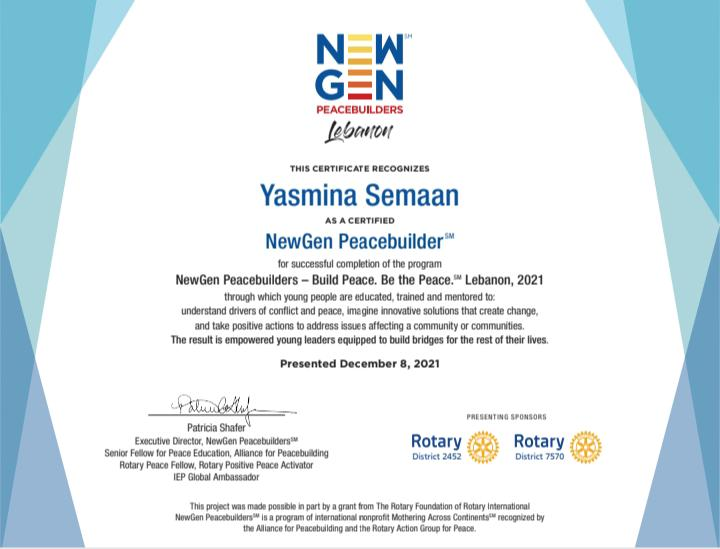 NEW℠
GEN
PEACEBUILDERS
Lebanon
THIS CERTIFICATE RECOGNIZES
Yasmina Semaan
AS A CERTIFIED
NewGen Peacebuilder℠
for successful completion of the program
NewGen Peacebuilders – Build Peace. Be the Peace.℠ Lebanon, 2021
through which young people are educated, trained and mentored to:
understand drivers of conflict and peace, imagine innovative solutions that create change,
and take positive actions to address issues affecting a community or communities.
The result is empowered young leaders equipped to build bridges for the rest of their lives.
Presented December 8, 2021
Patricia Shafer
Executive Director, NewGen Peacebuilders℠
Senior Fellow for Peace Education, Alliance for Peacebuilding
Rotary Peace Fellow, Rotary Positive Peace Activator
IEP Global Ambassador
PRESENTING SPONSORS
Rotary
District 2452
Rotary
District 7570
This project was made possible in part by a grant from The Rotary Foundation of Rotary International
NewGen Peacebuilders℠ is a program of international nonprofit Mothering Across Continents℠ recognized by
the Alliance for Peacebuilding and the Rotary Action Group for Peace.